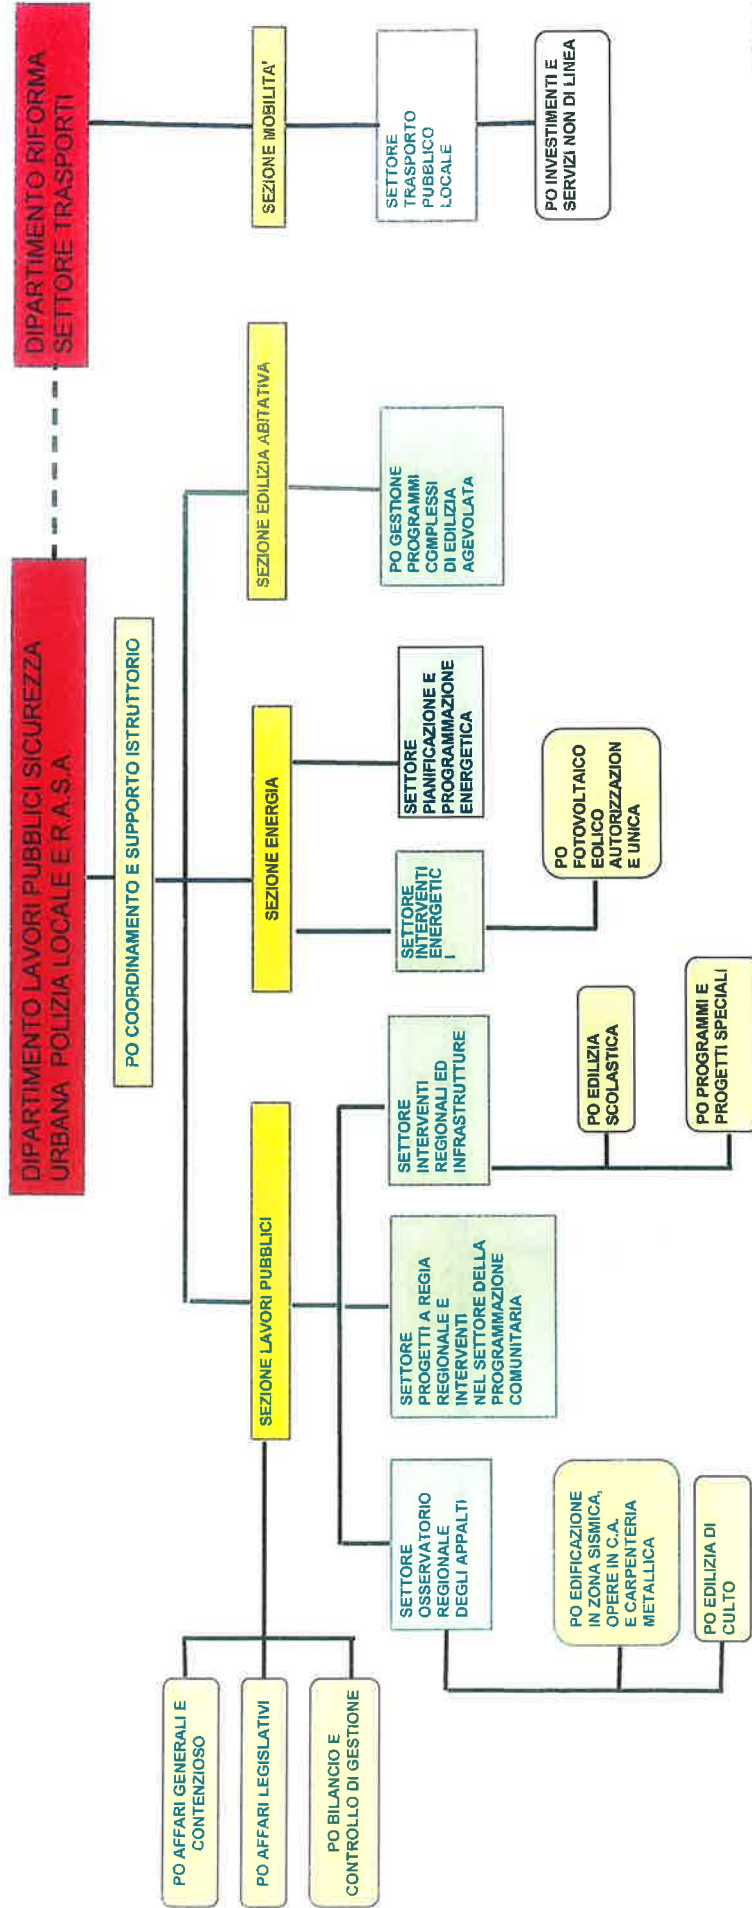 DIPARTIMENTO LAVORI PUBBLICI SICUREZZA
URBANA POLIZIA LOCALE E R.A.S.A
DIPARTIMENTO RIFORMA
SETTORE TRASPORTI
PO COORDINAMENTO E SUPPORTO ISTRUTTORIO
SEZIONE LAVORI PUBBLICI
SEZIONE ENERGIA
SEZIONE EDILIZIA ABITATIVA
SEZIONE MOBILITA'
PO AFFARI GENERALI E
CONTENZIOSO
PO AFFARI LEGISLATIVI
PO BILANCIO E
CONTROLLO DI GESTIONE
SETTORE
OSSERVATORIO
REGIONALE
DEGLI APPALTI
SETTORE
PROGETTI A REGIA
REGIONALE E
INTERVENTI
NEL SETTORE DELLA
PROGRAMMAZIONE
COMUNITARIA
SETTORE
INTERVENTI
REGIONALI ED
INFRASTRUTTURE
SETTORE
INTERVENTI
ENERGETIC
I
SETTORE
PIANIFICAZIONE E
PROGRAMMAZIONE
ENERGETICA
PO GESTIONE
PROGRAMMI
COMPLESSI
DI EDILIZIA
AGEVOLATA
SETTORE
TRASPORTO
PUBBLICO
LOCALE
PO EDIFICAZIONE
IN ZONA SISMICA,
OPERE IN C.A.
E CARPENTERIA
METALLICA
PO EDILIZIA DI
CULTO
PO EDILIZIA
SCOLASTICA
PO PROGRAMMI E
PROGETTI SPECIALI
PO
FOTOVOLTAICO
EOLICO
AUTORIZZAZION
E UNICA
PO INVESTIMENTI E
SERVIZI NON DI LINEA